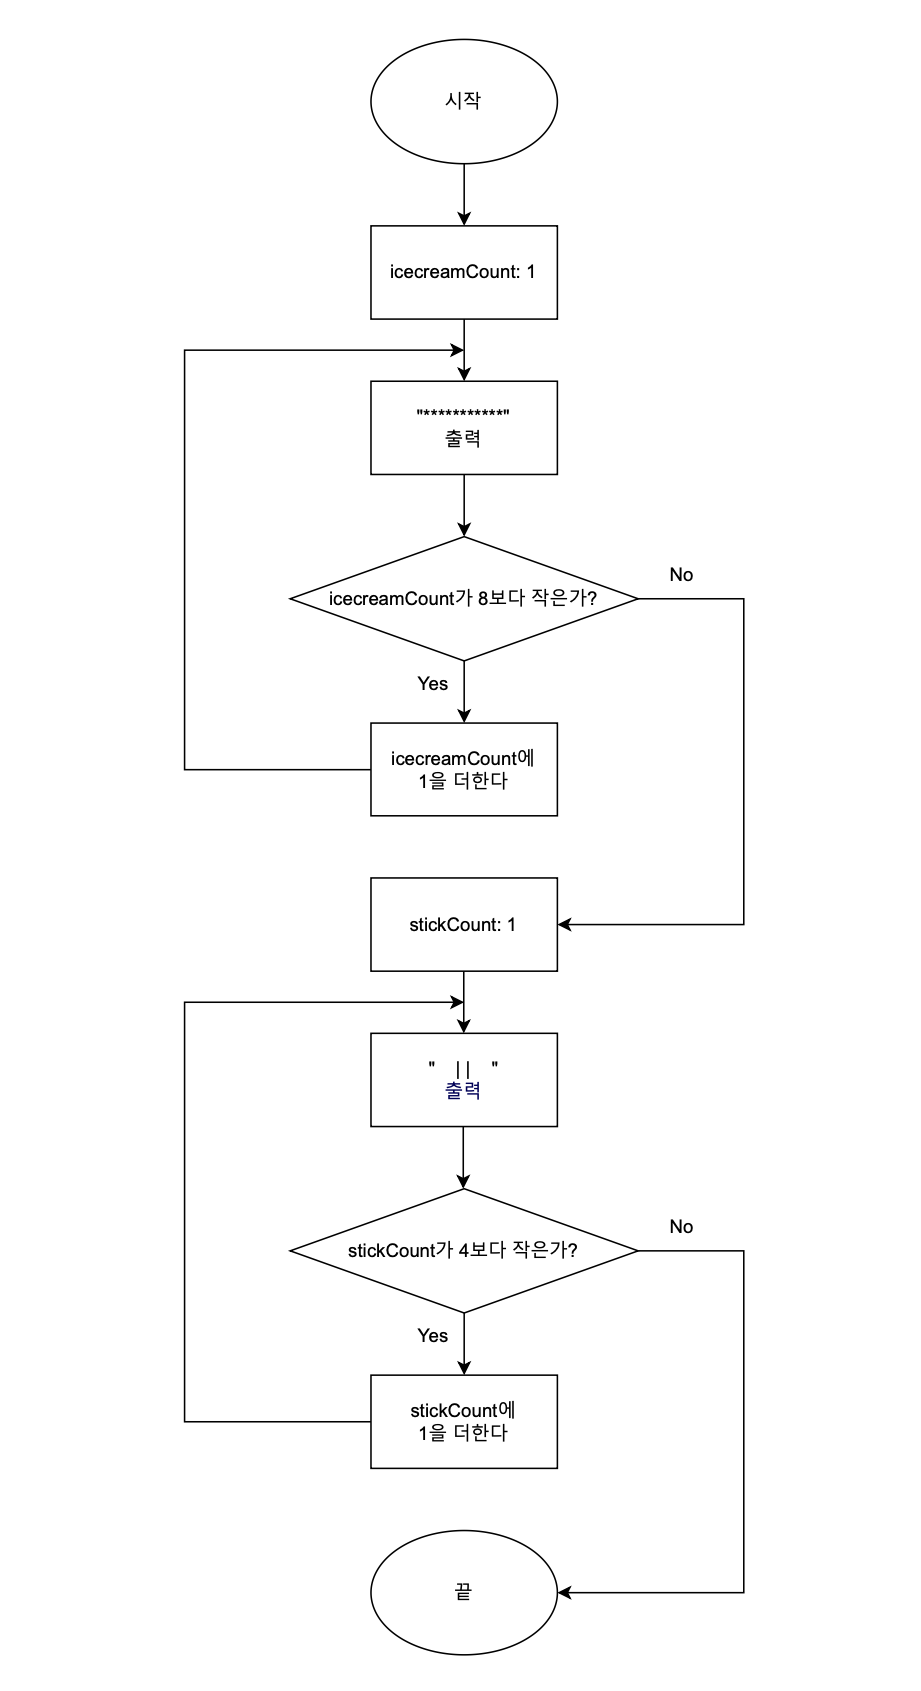 시작
icecreamCount: 1
"***********"
출력
icecreamCount가 8보다 작은가?
No
Yes
icecreamCount에
1을 더한다
stickCount: 1
"    ||    "
출력
stickCount가 4보다 작은가?
No
Yes
stickCount에
1을 더한다
끝